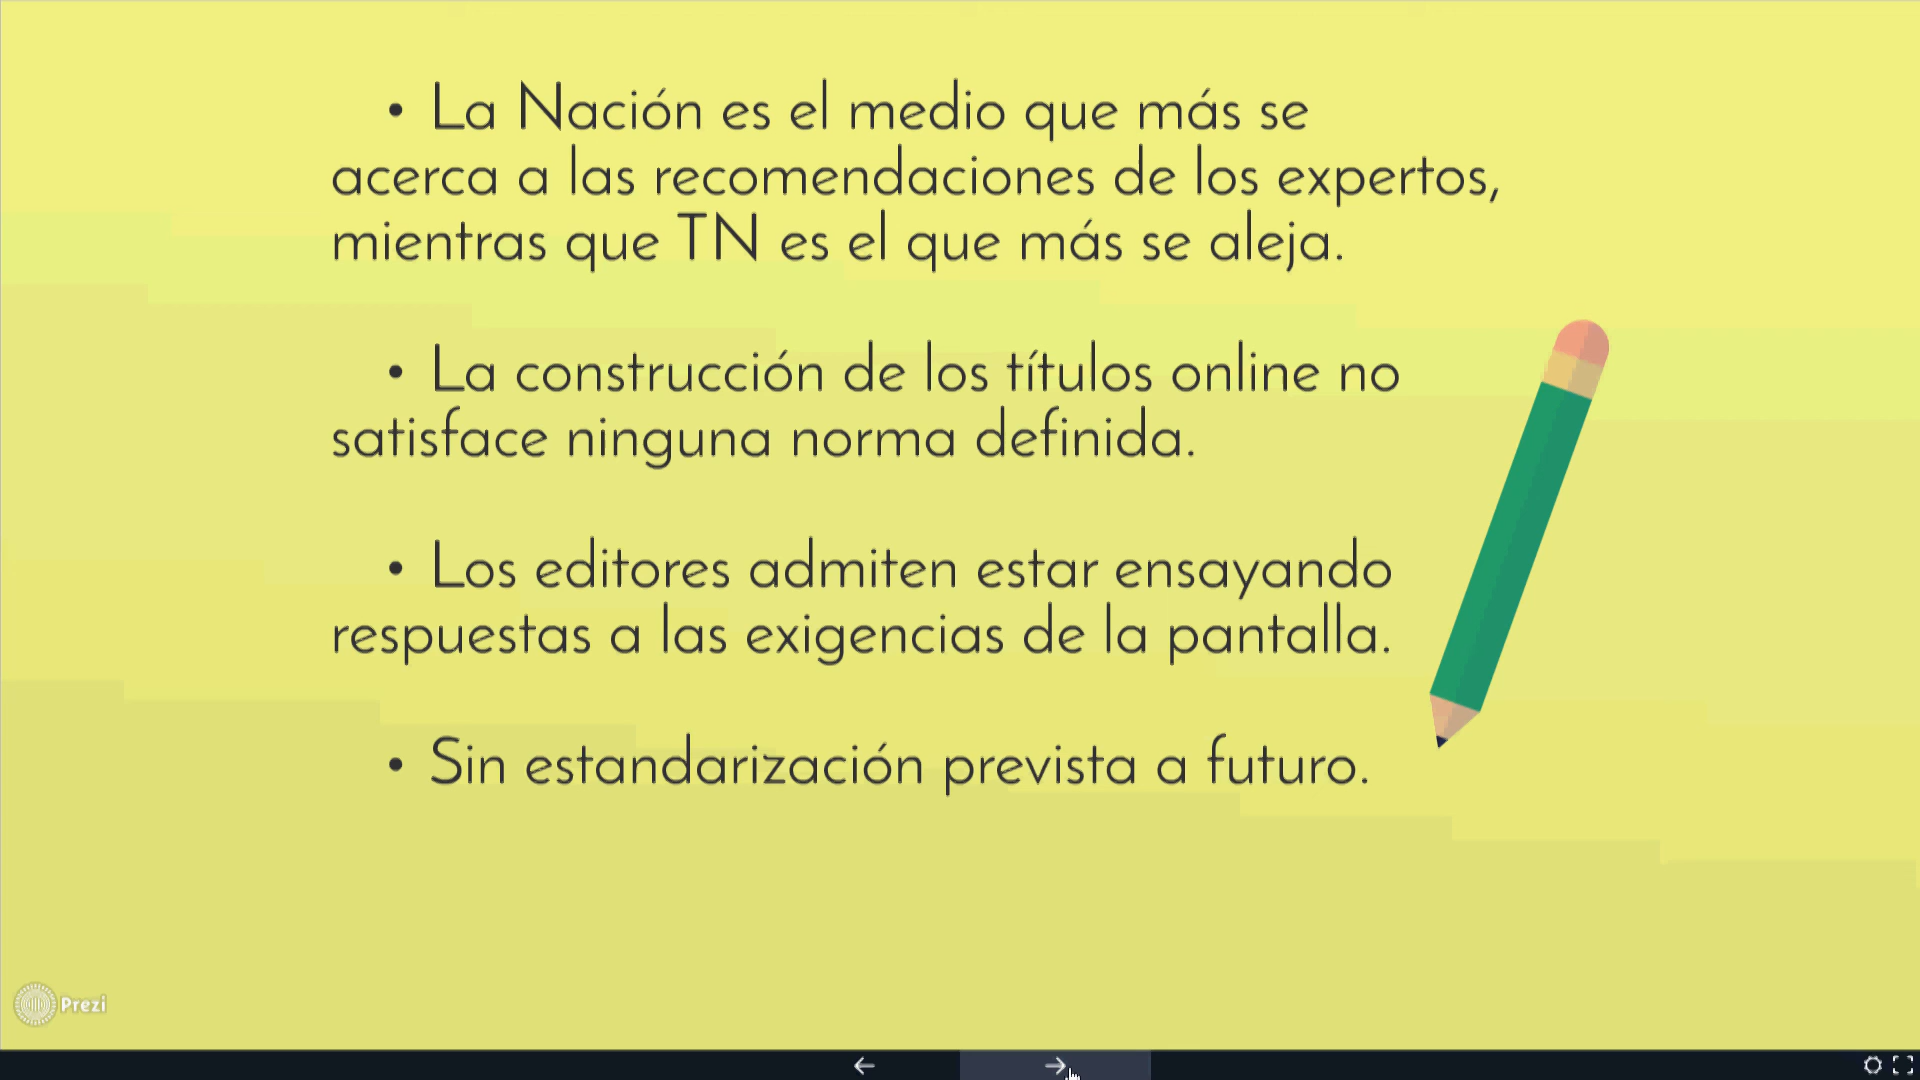 • La Nación es el medio que más se
acerca a las recomendaciones de los expertos,
mientras que TN es el que más se aleja.
• La construcción de los títulos online no
satisface ninguna norma definida.
• Los editores admiten estar ensayando
respuestas a las exigencias de la pantalla.
• Sin estandarización prevista a futuro.
Prezi